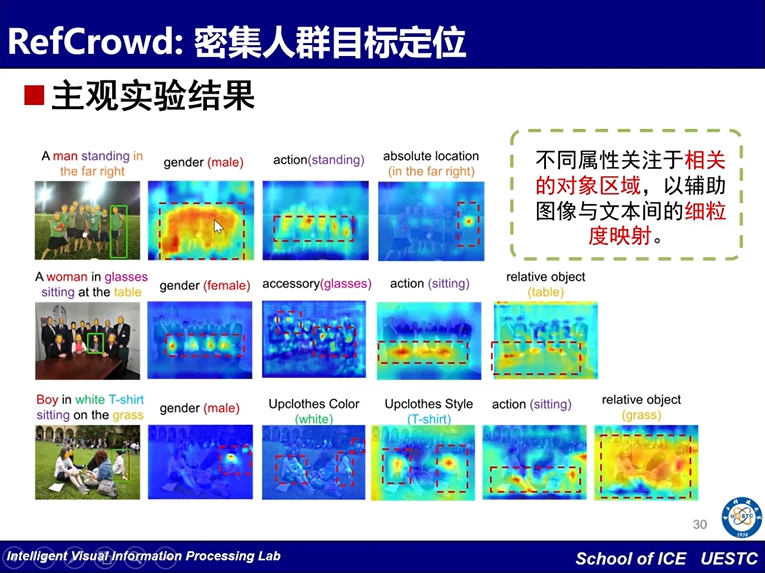 RefCrowd: 密集人群目标定位
主观实验结果
不同属性关注于相关
的对象区域，以辅助
图像与文本间的细粒
度映射。
A man standing in
the far right
gender (male)
action(standing)
absolute location
(in the far right)
A woman in glasses
sitting at the table
gender (female)
accessory(glasses)
action (sitting)
relative object
(table)
Boy in white T-shirt
sitting on the grass
gender (male)
Upclothes Color
(white)
Upclothes Style
(T-shirt)
action (sitting)
relative object
(grass)
30
UESTC
1956
Intelligent Visual Information Processing Lab
School of ICE UESTC